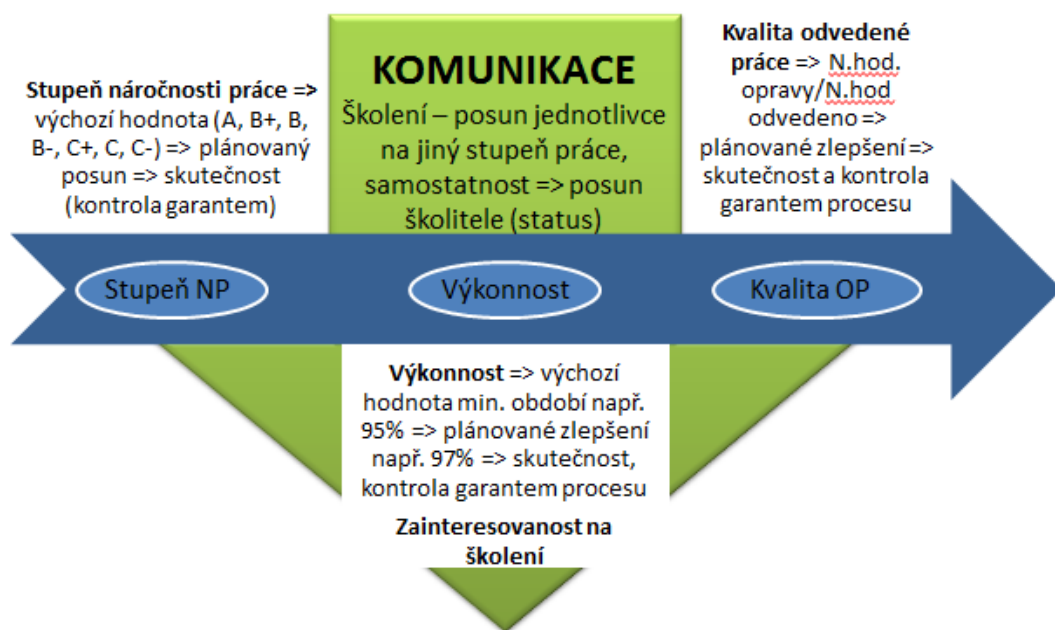 Stupeň náročnosti práce =>
výchozí hodnota (A, B+, B,
B-, C+, C, C-) => plánovaný
posun => skutečnost
(kontrola garantem)
KOMUNIKACE
Školení – posun jednotlivce
na jiný stupeň práce,
samostatnost => posun
školitele (status)
Kvalita odvedené
práce => N.hod.
opravy/N.hod
odvedeno =>
plánované zlepšení =>
skutečnost a kontrola
garantem procesu
Stupeň NP
Výkonnost
Kvalita OP
Výkonnost => výchozí
hodnota min. období např.
95% => plánované zlepšení
např. 97% => skutečnost,
kontrola garantem procesu
Zainteresovanost na
školení